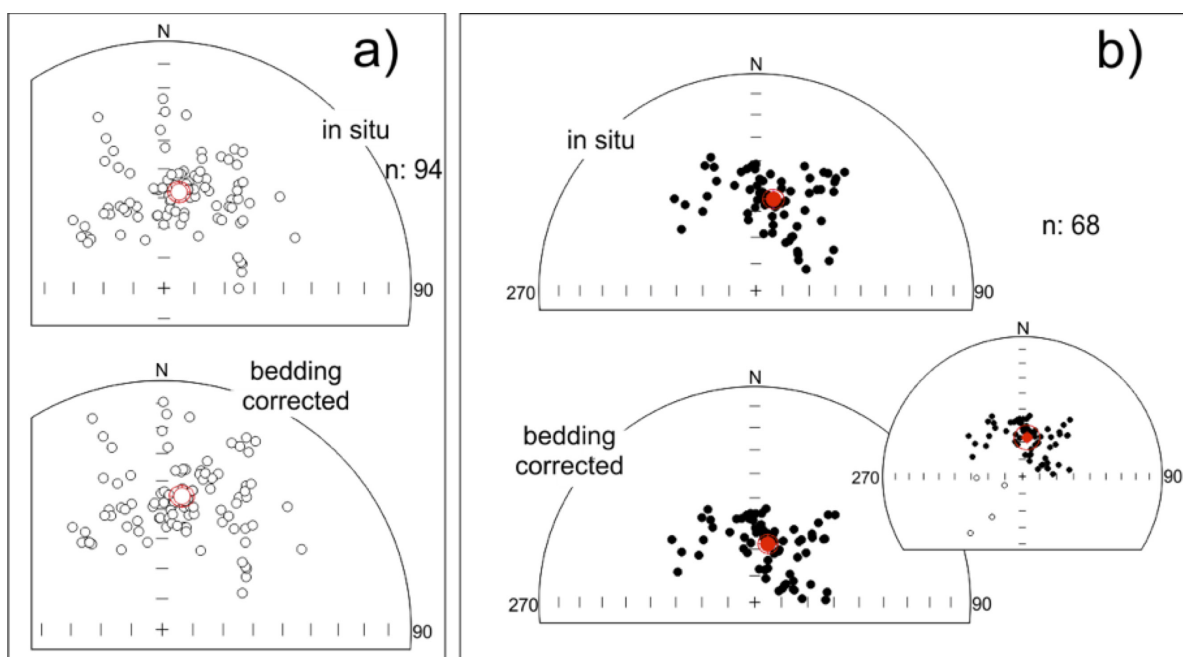 a)
N
in situ
n: 94
90
N
bedding
corrected
90
b)
N
in situ
n: 68
270
90
N
bedding
corrected
270
90
N
270
90